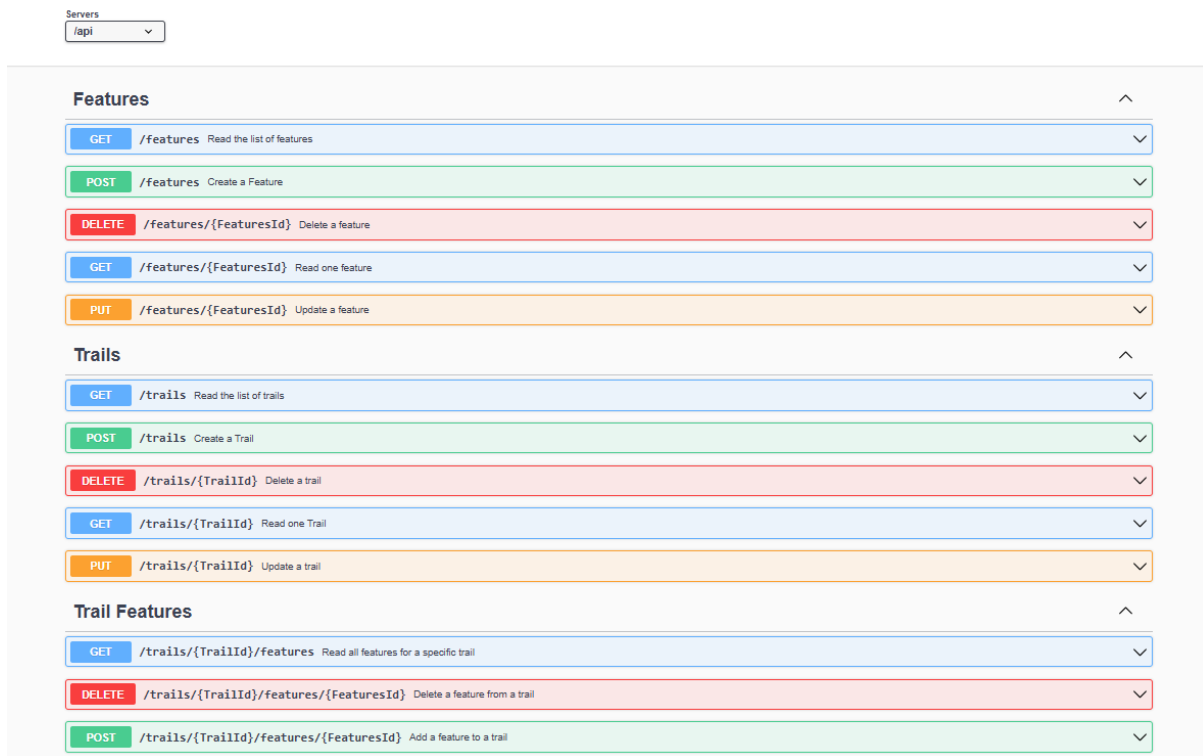 Servers
/api
Features
GET /features Read the list of features
POST /features Create a Feature
DELETE /features/{FeaturesId} Delete a feature
GET /features/{FeaturesId} Read one feature
PUT /features/{FeaturesId} Update a feature
Trails
GET /trails Read the list of trails
POST /trails Create a Trail
DELETE /trails/{TrailId} Delete a trail
GET /trails/{TrailId} Read one Trail
PUT /trails/{TrailId} Update a trail
Trail Features
GET /trails/{TrailId}/features Read all features for a specific trail
DELETE /trails/{TrailId}/features/{FeaturesId} Delete a feature from a trail
POST /trails/{TrailId}/features/{FeaturesId} Add a feature to a trail